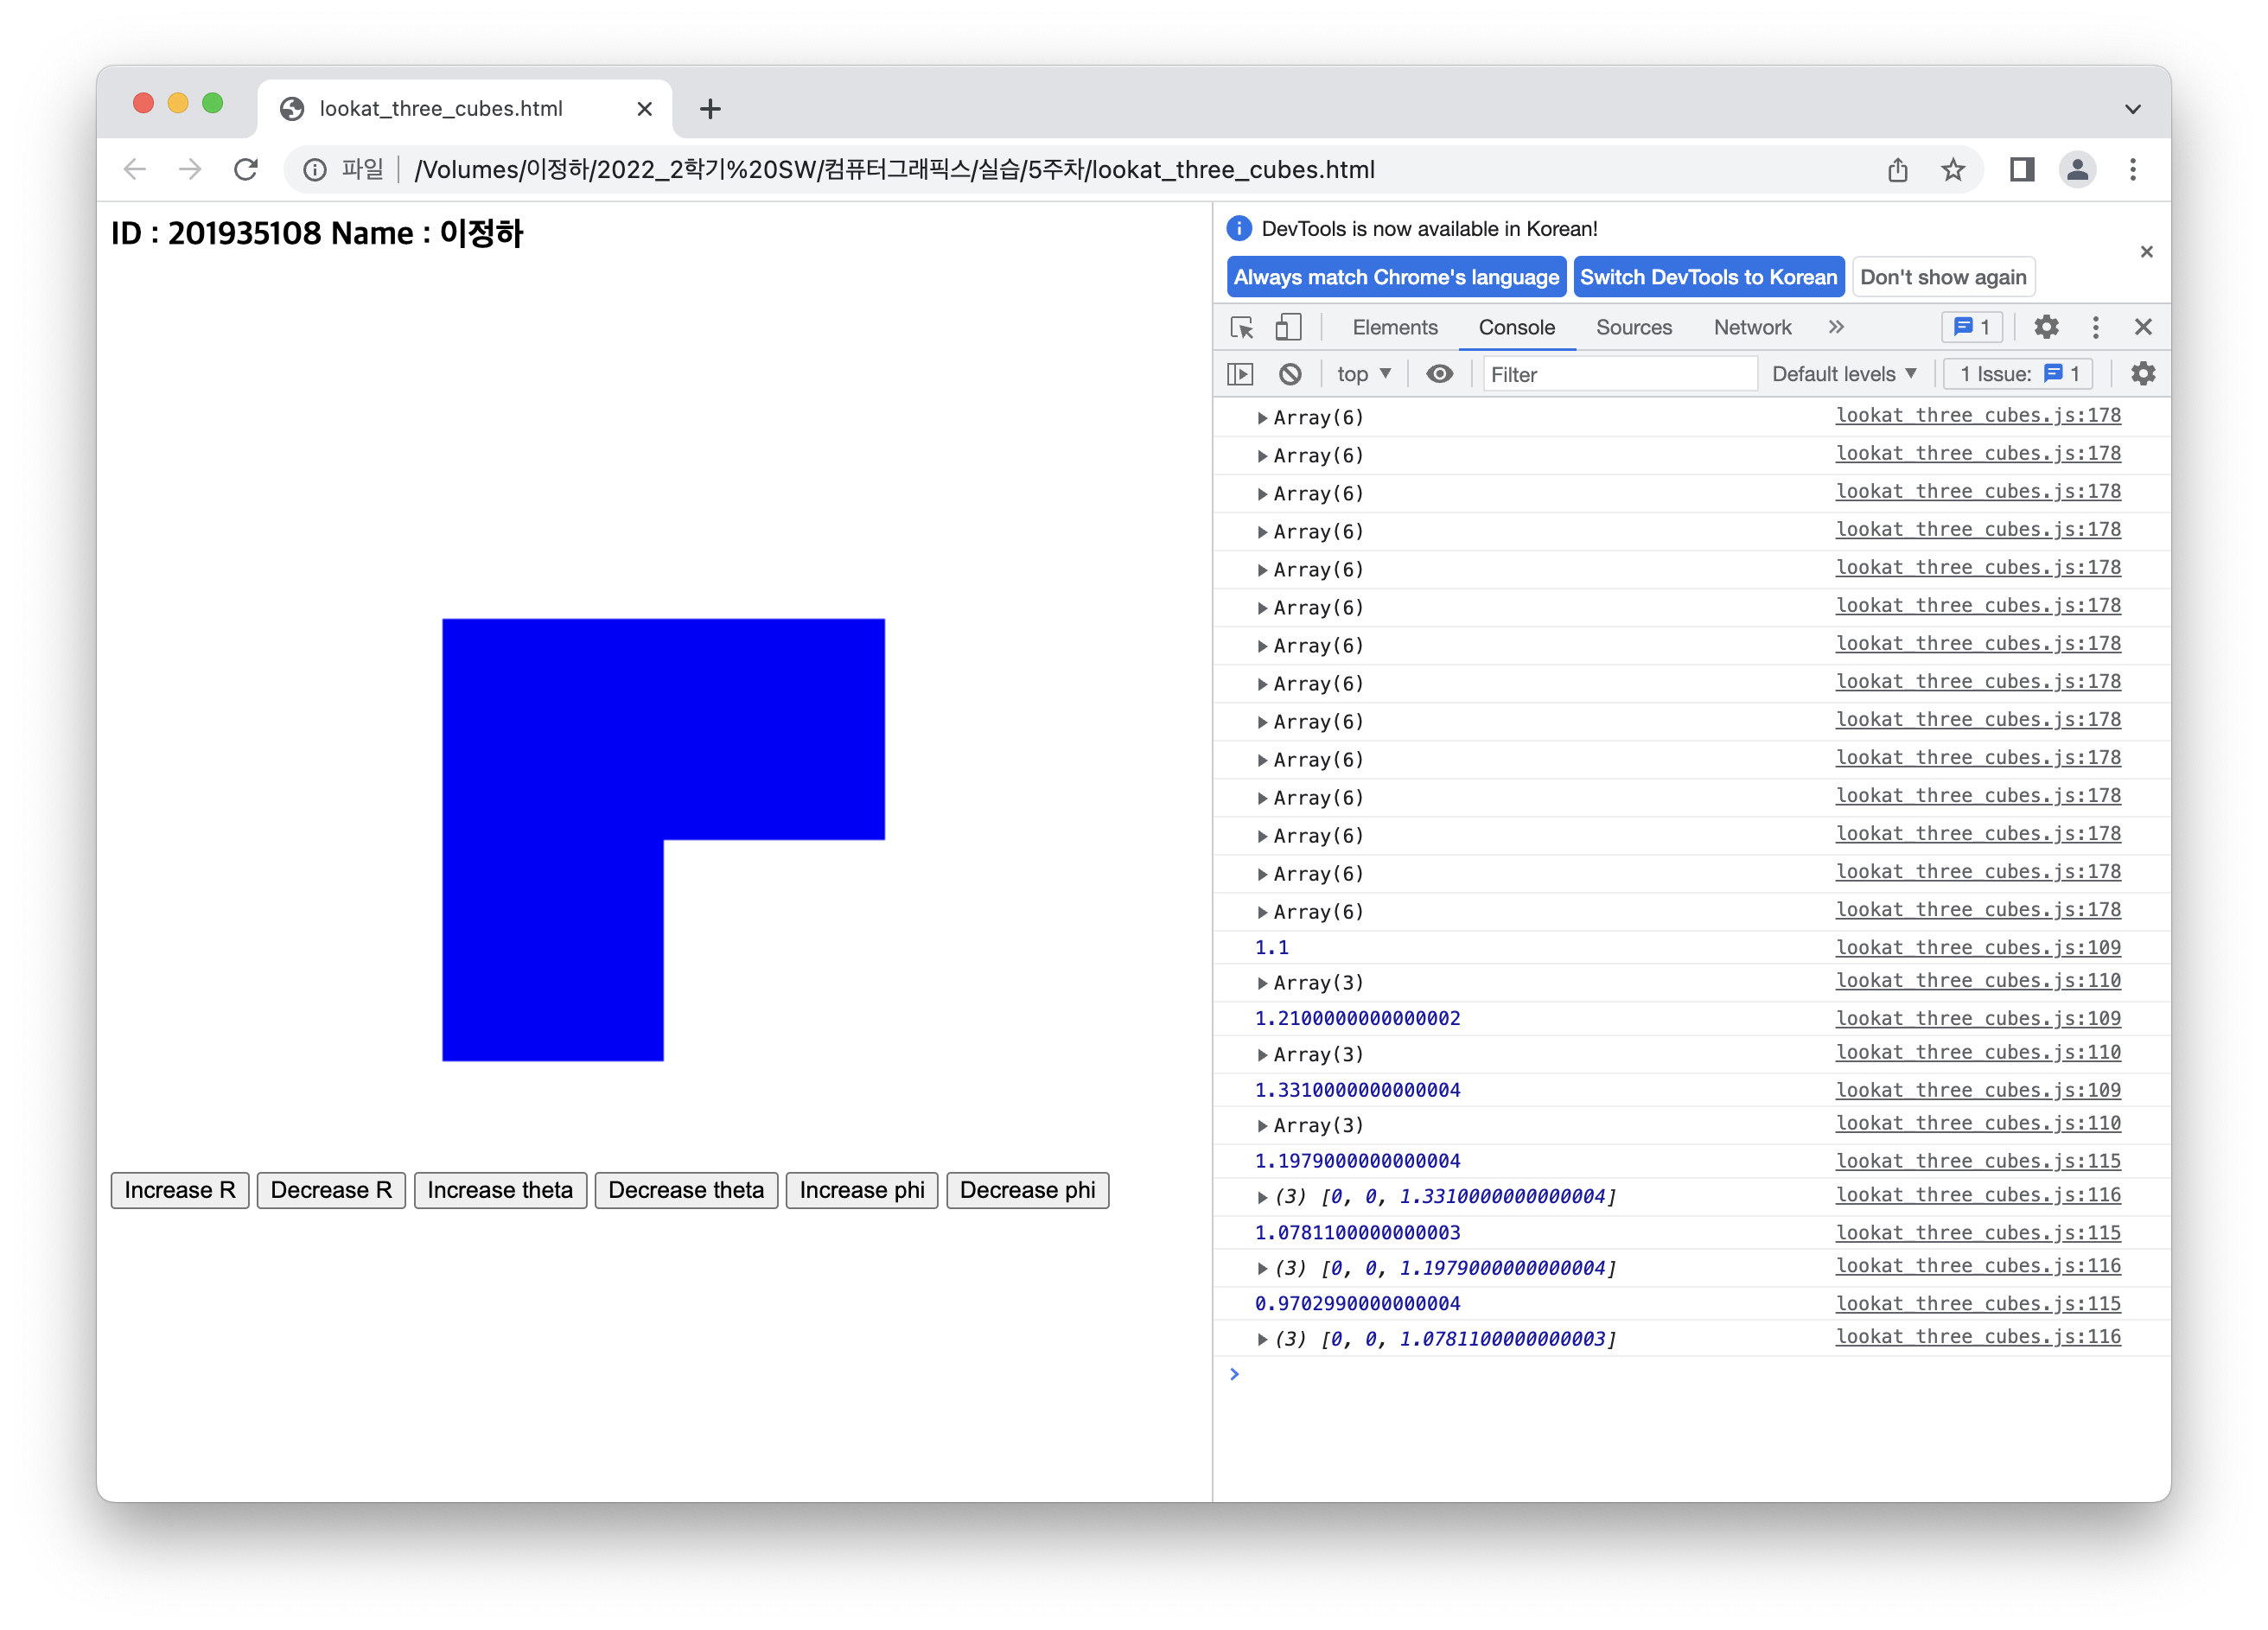 lookat_three_cubes.html
파일 /Volumes/이정하/2022_2학기%20SW/컴퓨터그래픽스/실습/5주차/lookat_three_cubes.html
ID : 201935108 Name : 이정하
Increase R Decrease R Increase theta Decrease theta Increase phi Decrease phi
DevTools is now available in Korean!
Always match Chrome's language Switch DevTools to Korean Don't show again
Elements Console Sources Network 1
top Filter Default levels 1 Issue: 1
Array(6) lookat_three_cubes.js:178
Array(6) lookat_three_cubes.js:178
Array(6) lookat_three_cubes.js:178
Array(6) lookat_three_cubes.js:178
Array(6) lookat_three_cubes.js:178
Array(6) lookat_three_cubes.js:178
Array(6) lookat_three_cubes.js:178
Array(6) lookat_three_cubes.js:178
Array(6) lookat_three_cubes.js:178
Array(6) lookat_three_cubes.js:178
Array(6) lookat_three_cubes.js:178
Array(6) lookat_three_cubes.js:178
Array(6) lookat_three_cubes.js:178
Array(6) lookat_three_cubes.js:178
1.1 lookat_three_cubes.js:109
Array(3) lookat_three_cubes.js:110
1.2100000000000002 lookat_three_cubes.js:109
Array(3) lookat_three_cubes.js:110
1.3310000000000004 lookat_three_cubes.js:109
Array(3) lookat_three_cubes.js:110
1.1979000000000004 lookat_three_cubes.js:115
(3) [0, 0, 1.3310000000000004] lookat_three_cubes.js:116
1.0781100000000003 lookat_three_cubes.js:115
(3) [0, 0, 1.1979000000000004] lookat_three_cubes.js:116
0.9702990000000004 lookat_three_cubes.js:115
(3) [0, 0, 1.0781100000000003] lookat_three_cubes.js:116